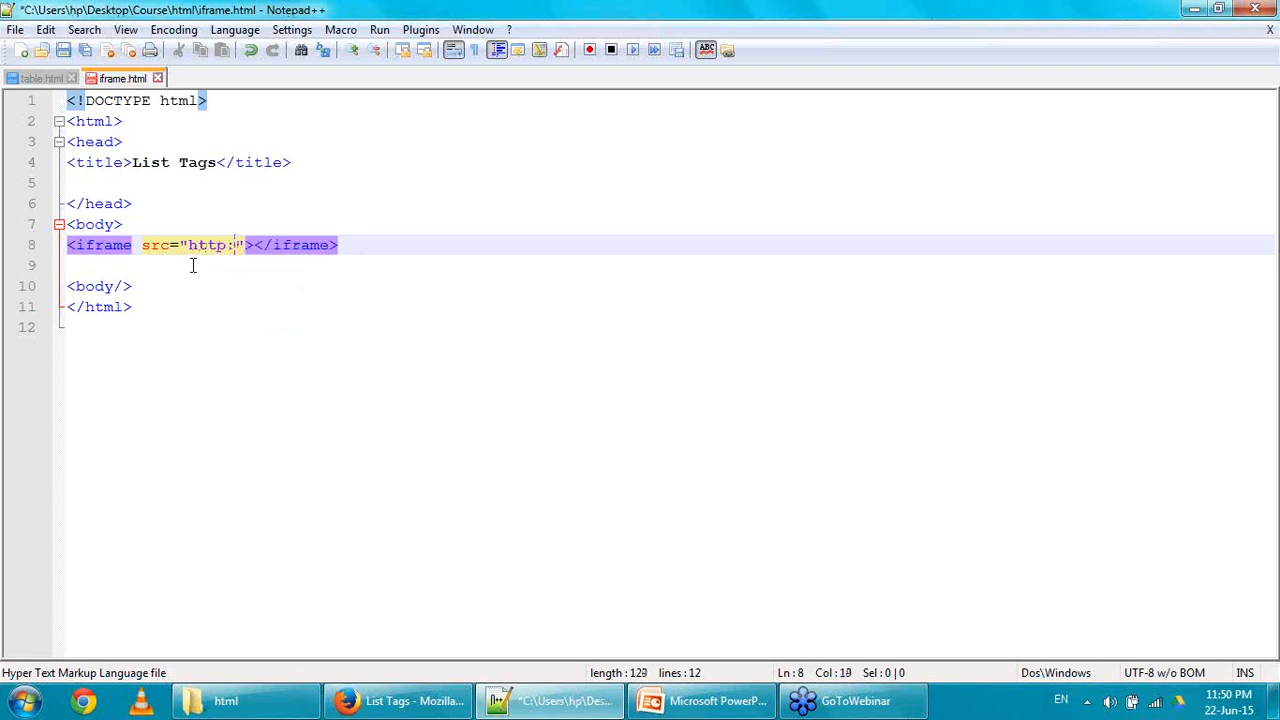 *C:\Users\hp\Desktop\Course\html\iframe.html - Notepad++
File Edit Search View Encoding Language Settings Macro Run Plugins Window ? X
ABC
table.html iframe.html
1 <!DOCTYPE html>
2 <html>
3 <head>
4 <title>List Tags</title>
5
6 </head>
7 <body>
8 <iframe src="http:"></iframe>
9
10 <body/>
11 </html>
12
Hyper Text Markup Language file length : 129 lines : 12 Ln : 8 Col : 19 Sel : 0 | 0 Dos\Windows UTF-8 w/o BOM INS
html List Tags - Mozilla... *C:\Users\hp\Des... Microsoft PowerP... GoToWebinar EN 11:50 PM
22-Jun-15